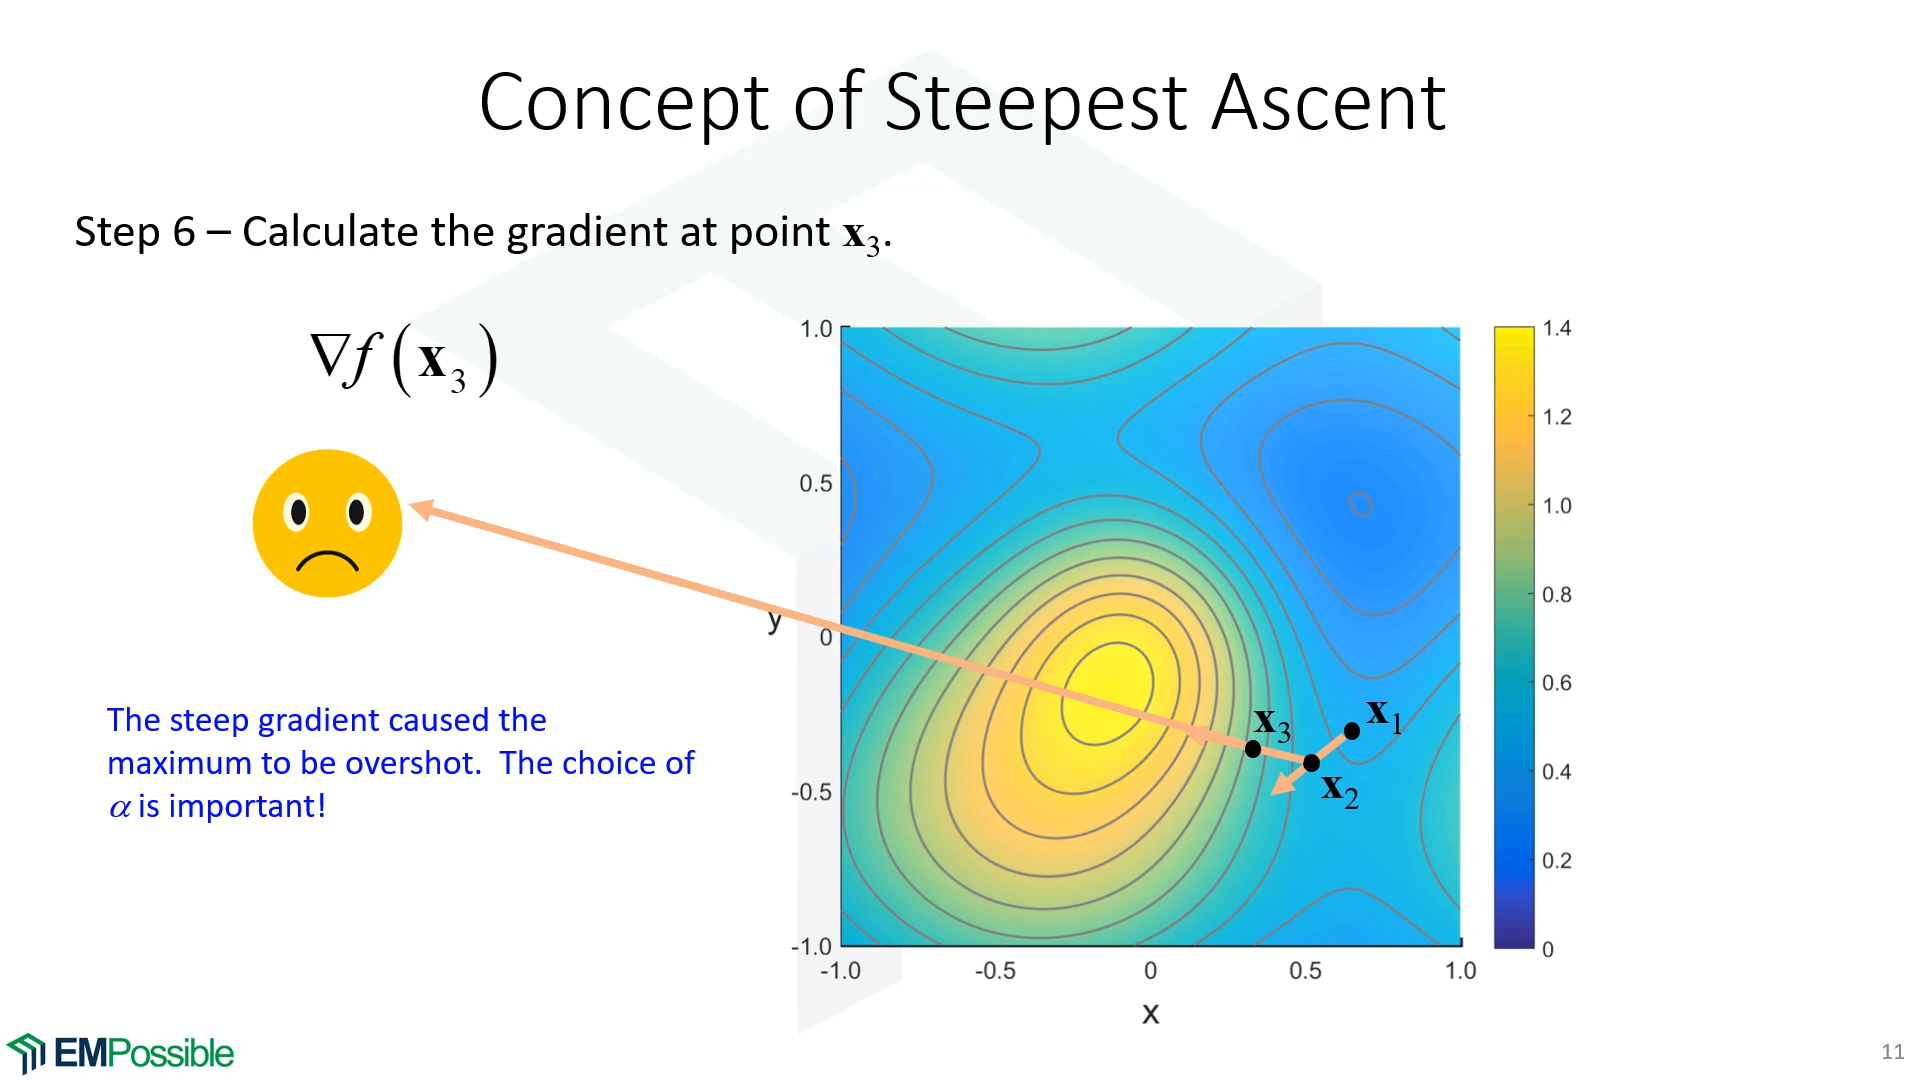 Concept of Steepest Ascent
Step 6 – Calculate the gradient at point x₃.
∇f(x₃)
The steep gradient caused the
maximum to be overshot. The choice of
α is important!
1.0
0.5
0
-0.5
-1.0
y
-1.0
-0.5
0
0.5
1.0
x
x₃
x₁
x₂
1.4
1.2
1.0
0.8
0.6
0.4
0.2
0
EMPossible
11